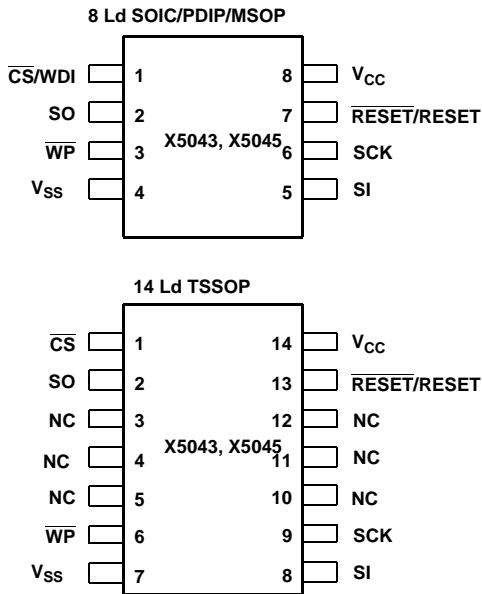 8 Ld SOIC/PDIP/MSOP
CS/WDI 1 8 VCC
SO 2 7 RESET/RESET
WP 3 X5043, X5045 6 SCK
VSS 4 5 SI
14 Ld TSSOP
CS 1 14 VCC
SO 2 13 RESET/RESET
NC 3 12 NC
NC 4 X5043, X5045 11 NC
NC 5 10 NC
WP 6 9 SCK
VSS 7 8 SI